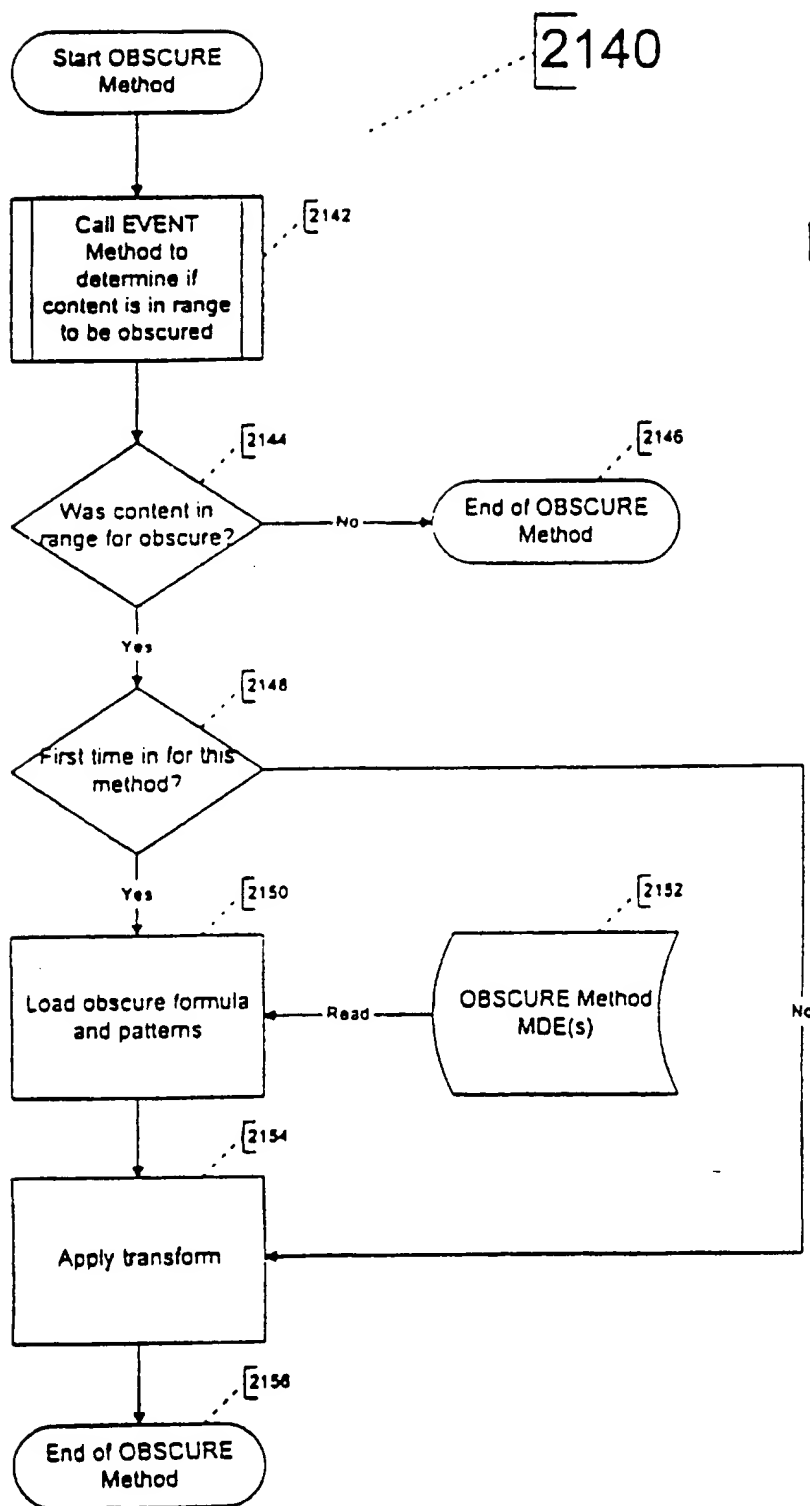 2140
Start OBSCURE
Method
2142
Call EVENT
Method to
determine if
content is in range
to be obscured
2144
Was content in
range for obscure?
No
2146
End of OBSCURE
Method
Yes
2148
First time in for this
method?
No
Yes
2150
Load obscure formula
and patterns
Read
2152
OBSCURE Method
MDE(s)
2154
Apply transform
2156
End of OBSCURE
Method